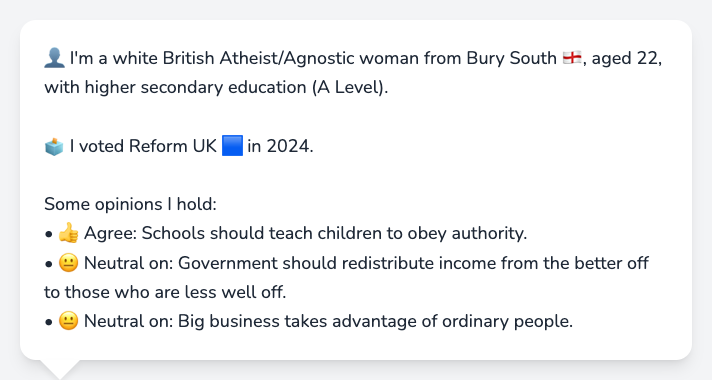 👤 I'm a white British Atheist/Agnostic woman from Bury South 🏴󠁧󠁢󠁥󠁮󠁧󠁿, aged 22,
with higher secondary education (A Level).
🗳️ I voted Reform UK 🟦 in 2024.
Some opinions I hold:
• 👍 Agree: Schools should teach children to obey authority.
• 😐 Neutral on: Government should redistribute income from the better off
to those who are less well off.
• 😐 Neutral on: Big business takes advantage of ordinary people.